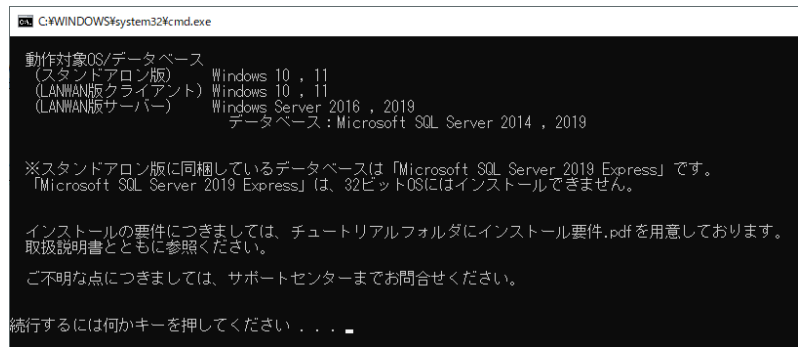 C:¥WINDOWS¥system32¥cmd.exe
動作対象OS/データベース
(スタンドアロン版) Windows 10 , 11
(LAN¥WAN版クライアント) Windows 10 , 11
(LAN¥WAN版サーバー) Windows Server 2016 , 2019
データベース：Microsoft SQL Server 2014 , 2019
※スタンドアロン版に同梱しているデータベースは「Microsoft SQL Server 2019 Express」です。
「Microsoft SQL Server 2019 Express」は、32ビットOSにはインストールできません。
インストールの要件につきましては、チュートリアルフォルダにインストール要件.pdfを用意しております。
取扱説明書とともに参照ください。
ご不明な点につきましては、サポートセンターまでお問合せください。
続行するには何かキーを押してください . . .